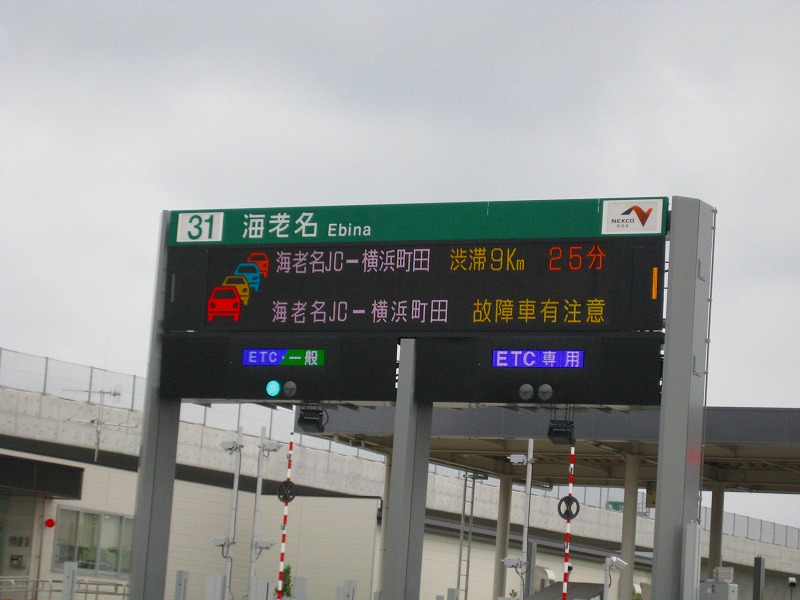 31 海老名 Ebina
NEXCO
海老名JC－横浜町田 渋滞9Km 25分
海老名JC－横浜町田 故障車有注意
ETC・一般
ETC専用